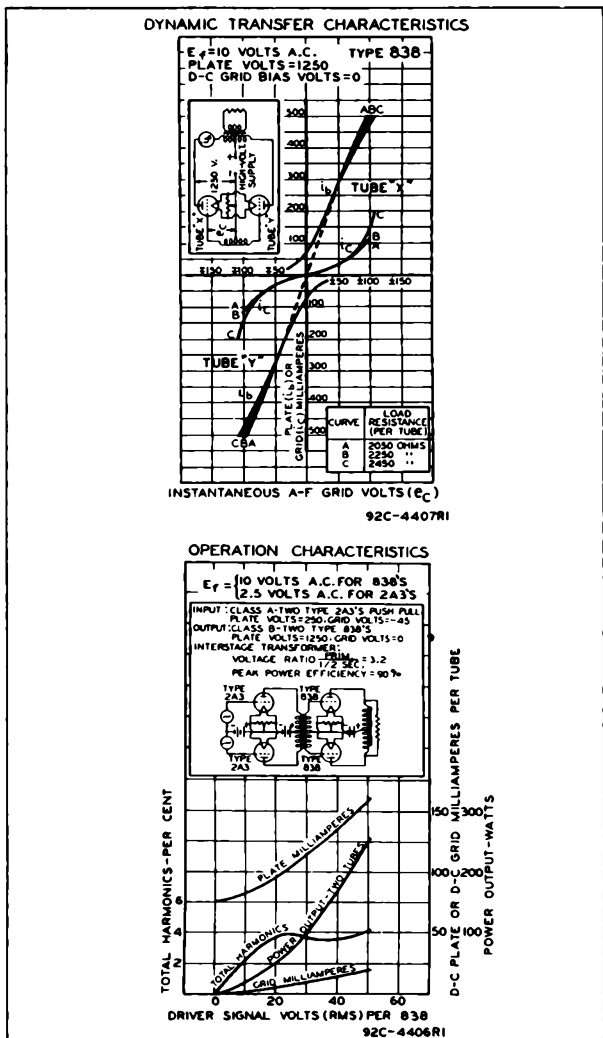 DYNAMIC TRANSFER CHARACTERISTICS
Ef=10 VOLTS A.C. TYPE 838
PLATE VOLTS=1250
D-C GRID BIAS VOLTS=0
1250 V.
HIGH-VOLT.
SUPPLY
TUBE "X"
TUBE "Y"
ec
500
400
300
200
100
ABC
ib
TUBE "X"
C
B
A
ic
±150 ±100 ±50
±50 ±100 ±150
A
B
C
ic
100
200
300
400
500
TUBE "Y"
ib
CBA
PLATE (ib) OR
GRID (ic) MILLIAMPERES
CURVE LOAD RESISTANCE (PER TUBE)
A 2050 OHMS
B 2250 "
C 2450 "
INSTANTANEOUS A-F GRID VOLTS (ec)
92C-4407R1
OPERATION CHARACTERISTICS
Ef = {10 VOLTS A.C. FOR 838'S
2.5 VOLTS A.C. FOR 2A3'S
INPUT: CLASS A-TWO TYPE 2A3'S PUSH PULL
PLATE VOLTS=250, GRID VOLTS=-45
OUTPUT: CLASS B-TWO TYPE 838'S
PLATE VOLTS=1250, GRID VOLTS=0
INTERSTAGE TRANSFORMER:
VOLTAGE RATIO PRIM. / 1/2 SEC. = 3.2
PEAK POWER EFFICIENCY = 90 %
TYPE 2A3
TYPE 838
TYPE 2A3
TYPE 838
TOTAL HARMONICS-PER CENT
6
4
2
PLATE MILLIAMPERES
POWER OUTPUT-TWO TUBES
TOTAL HARMONICS
GRID MILLIAMPERES
150 300
100 200
50 100
D-C PLATE OR D-C GRID MILLIAMPERES PER TUBE
POWER OUTPUT-WATTS
0 20 40 60
DRIVER SIGNAL VOLTS (RMS) PER 838
92C-4406R1